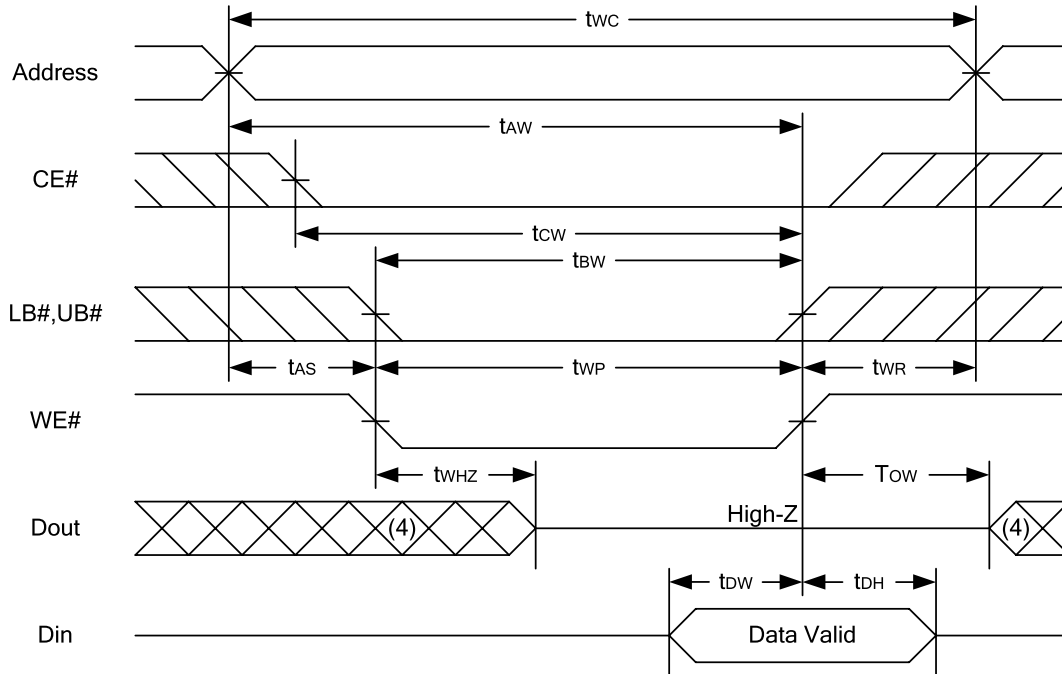 tWC
Address
tAW
CE#
tCW
tBW
LB#,UB#
tAS
tWP
tWR
WE#
tWHZ
TOW
Dout
(4)
High-Z
(4)
tDW
tDH
Din
Data Valid